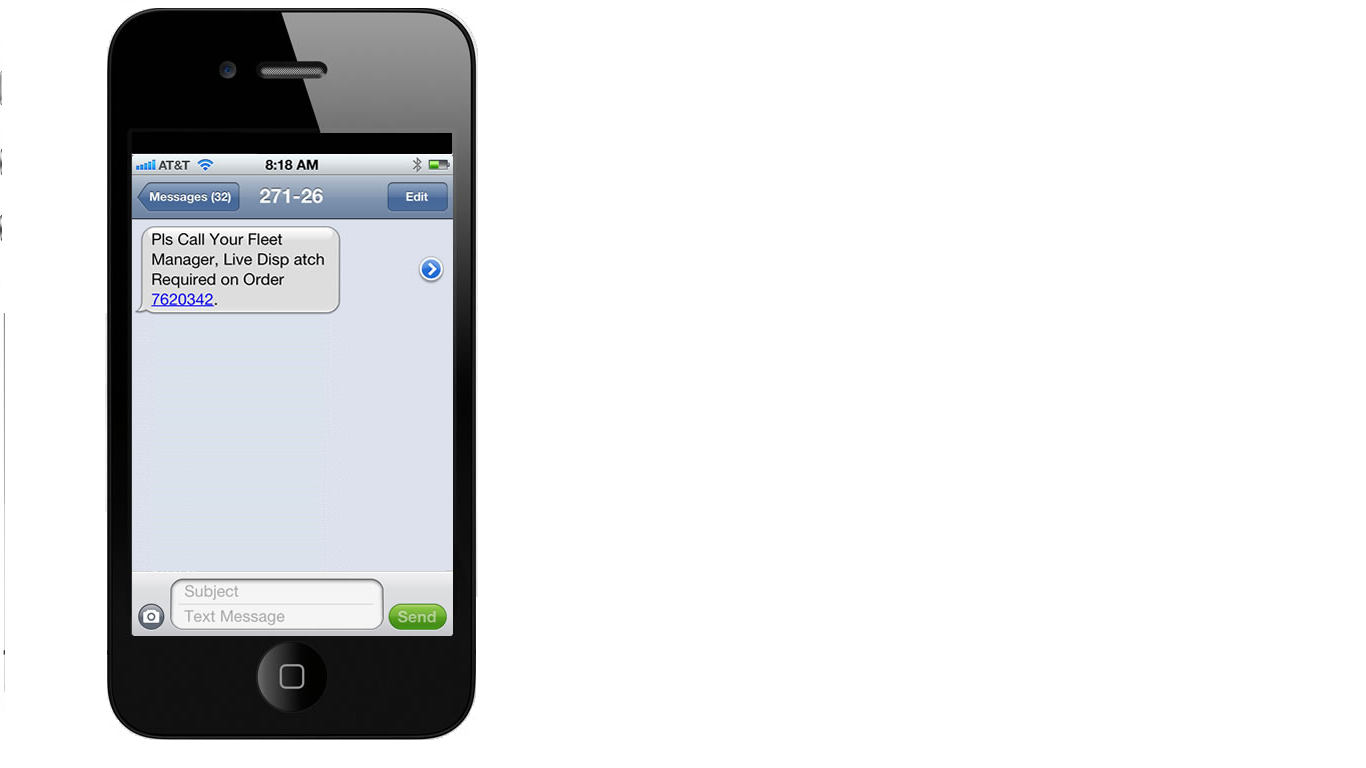 AT&T 8:18 AM
Messages (32) 271-26 Edit
Pls Call Your Fleet
Manager, Live Disp atch
Required on Order
7620342.
Subject
Text Message
Send